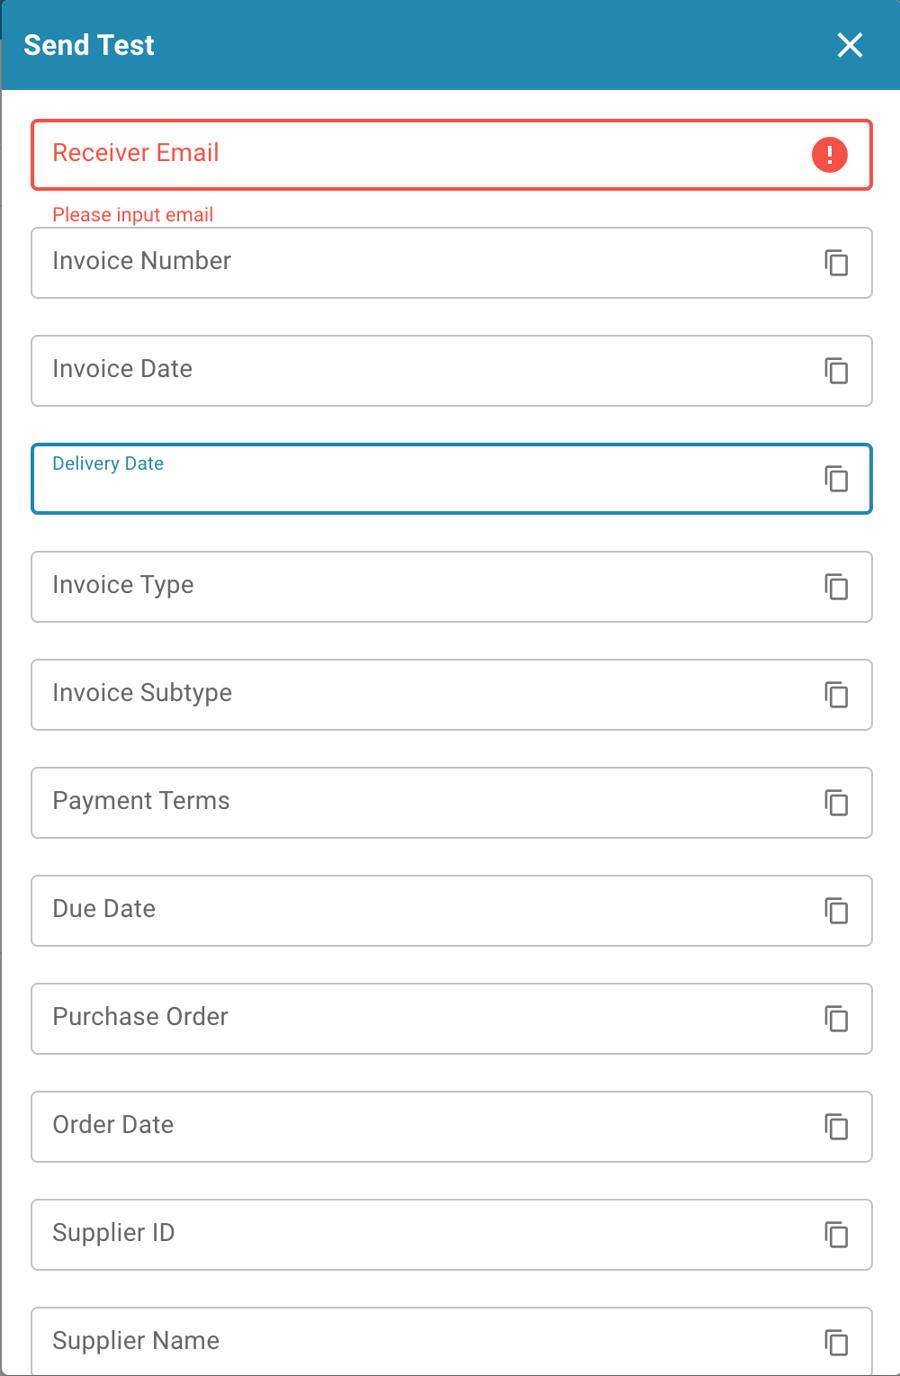 Send Test
Receiver Email
Please input email
Invoice Number
Invoice Date
Delivery Date
Invoice Type
Invoice Subtype
Payment Terms
Due Date
Purchase Order
Order Date
Supplier ID
Supplier Name